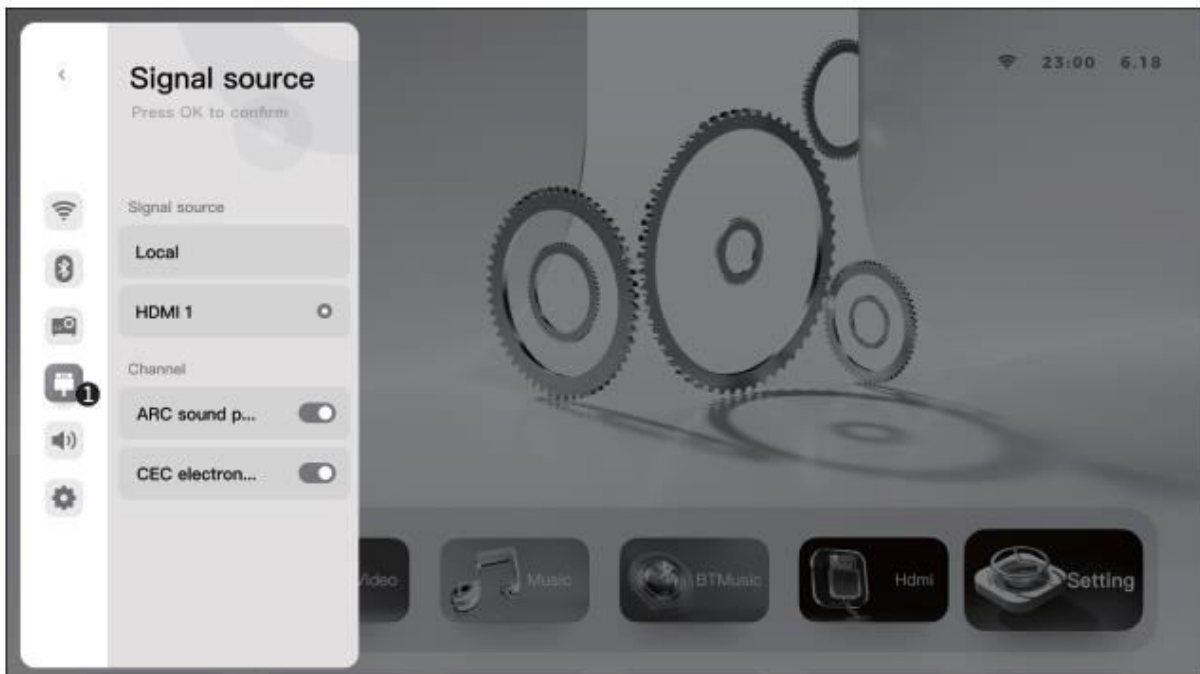 Signal source
Press OK to confirm
23:00 6.18
Signal source
Local
HDMI 1
Channel
ARC sound p...
1
CEC electron...
Video
Music
BTMusic
Hdmi
Setting